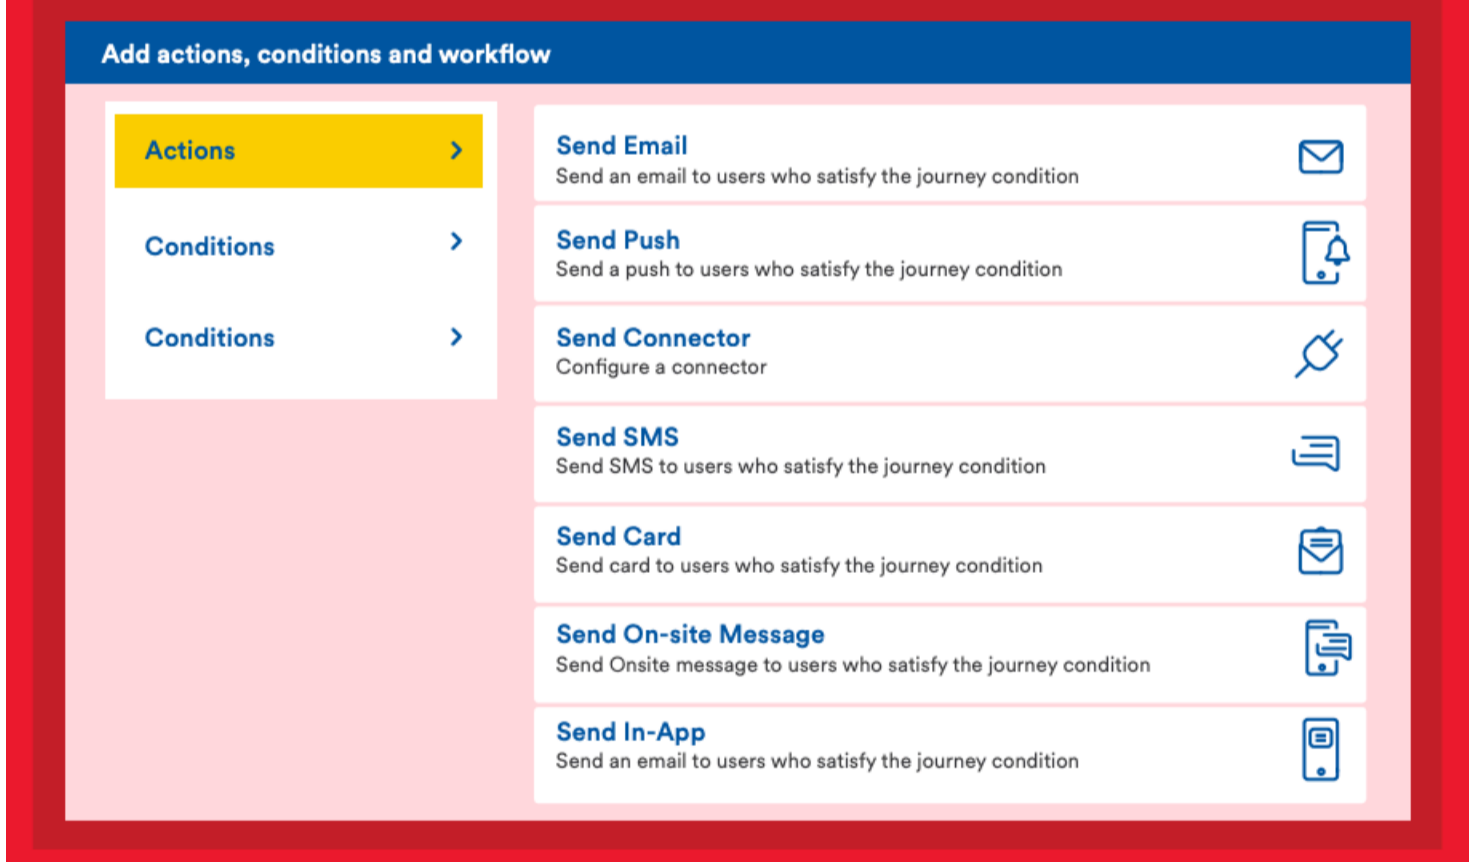 Add actions, conditions and workflow
Actions
Conditions
Conditions
Send Email
Send an email to users who satisfy the journey condition
Send Push
Send a push to users who satisfy the journey condition
Send Connector
Configure a connector
Send SMS
Send SMS to users who satisfy the journey condition
Send Card
Send card to users who satisfy the journey condition
Send On-site Message
Send Onsite message to users who satisfy the journey condition
Send In-App
Send an email to users who satisfy the journey condition